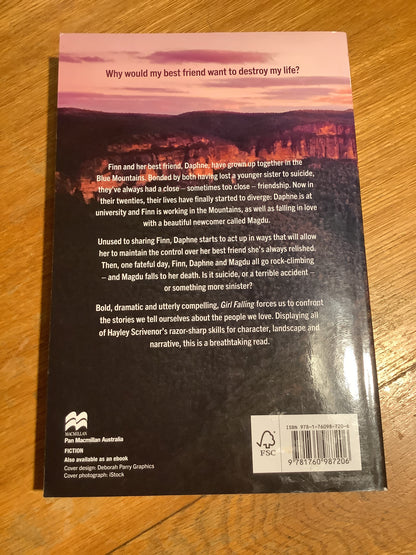 Why would my best friend want to destroy my life?
Finn and her best friend, Daphne, have grown up together in the
Blue Mountains. Bonded by both having lost a younger sister to suicide,
they've always had a close – sometimes too close – friendship. Now in
their twenties, their lives have finally started to diverge: Daphne is at
university and Finn is working in the Mountains, as well as falling in love
with a beautiful newcomer called Magdu.
Unused to sharing Finn, Daphne starts to act up in ways that will allow
her to maintain the control over her best friend she's always relished.
Then, one fateful day, Finn, Daphne and Magdu all go rock-climbing
– and Magdu falls to her death. Is it suicide, or a terrible accident –
or something more sinister?
Bold, dramatic and utterly compelling, Girl Falling forces us to confront
the stories we tell ourselves about the people we love. Displaying all
of Hayley Scrivenor's razor-sharp skills for character, landscape and
narrative, this is a breathtaking read.
MACMILLAN
Pan Macmillan Australia
FICTION
Also available as an ebook
Cover design: Deborah Parry Graphics
Cover photograph: iStock
FSC
ISBN 978-1-76098-720-6
9 781760 987206